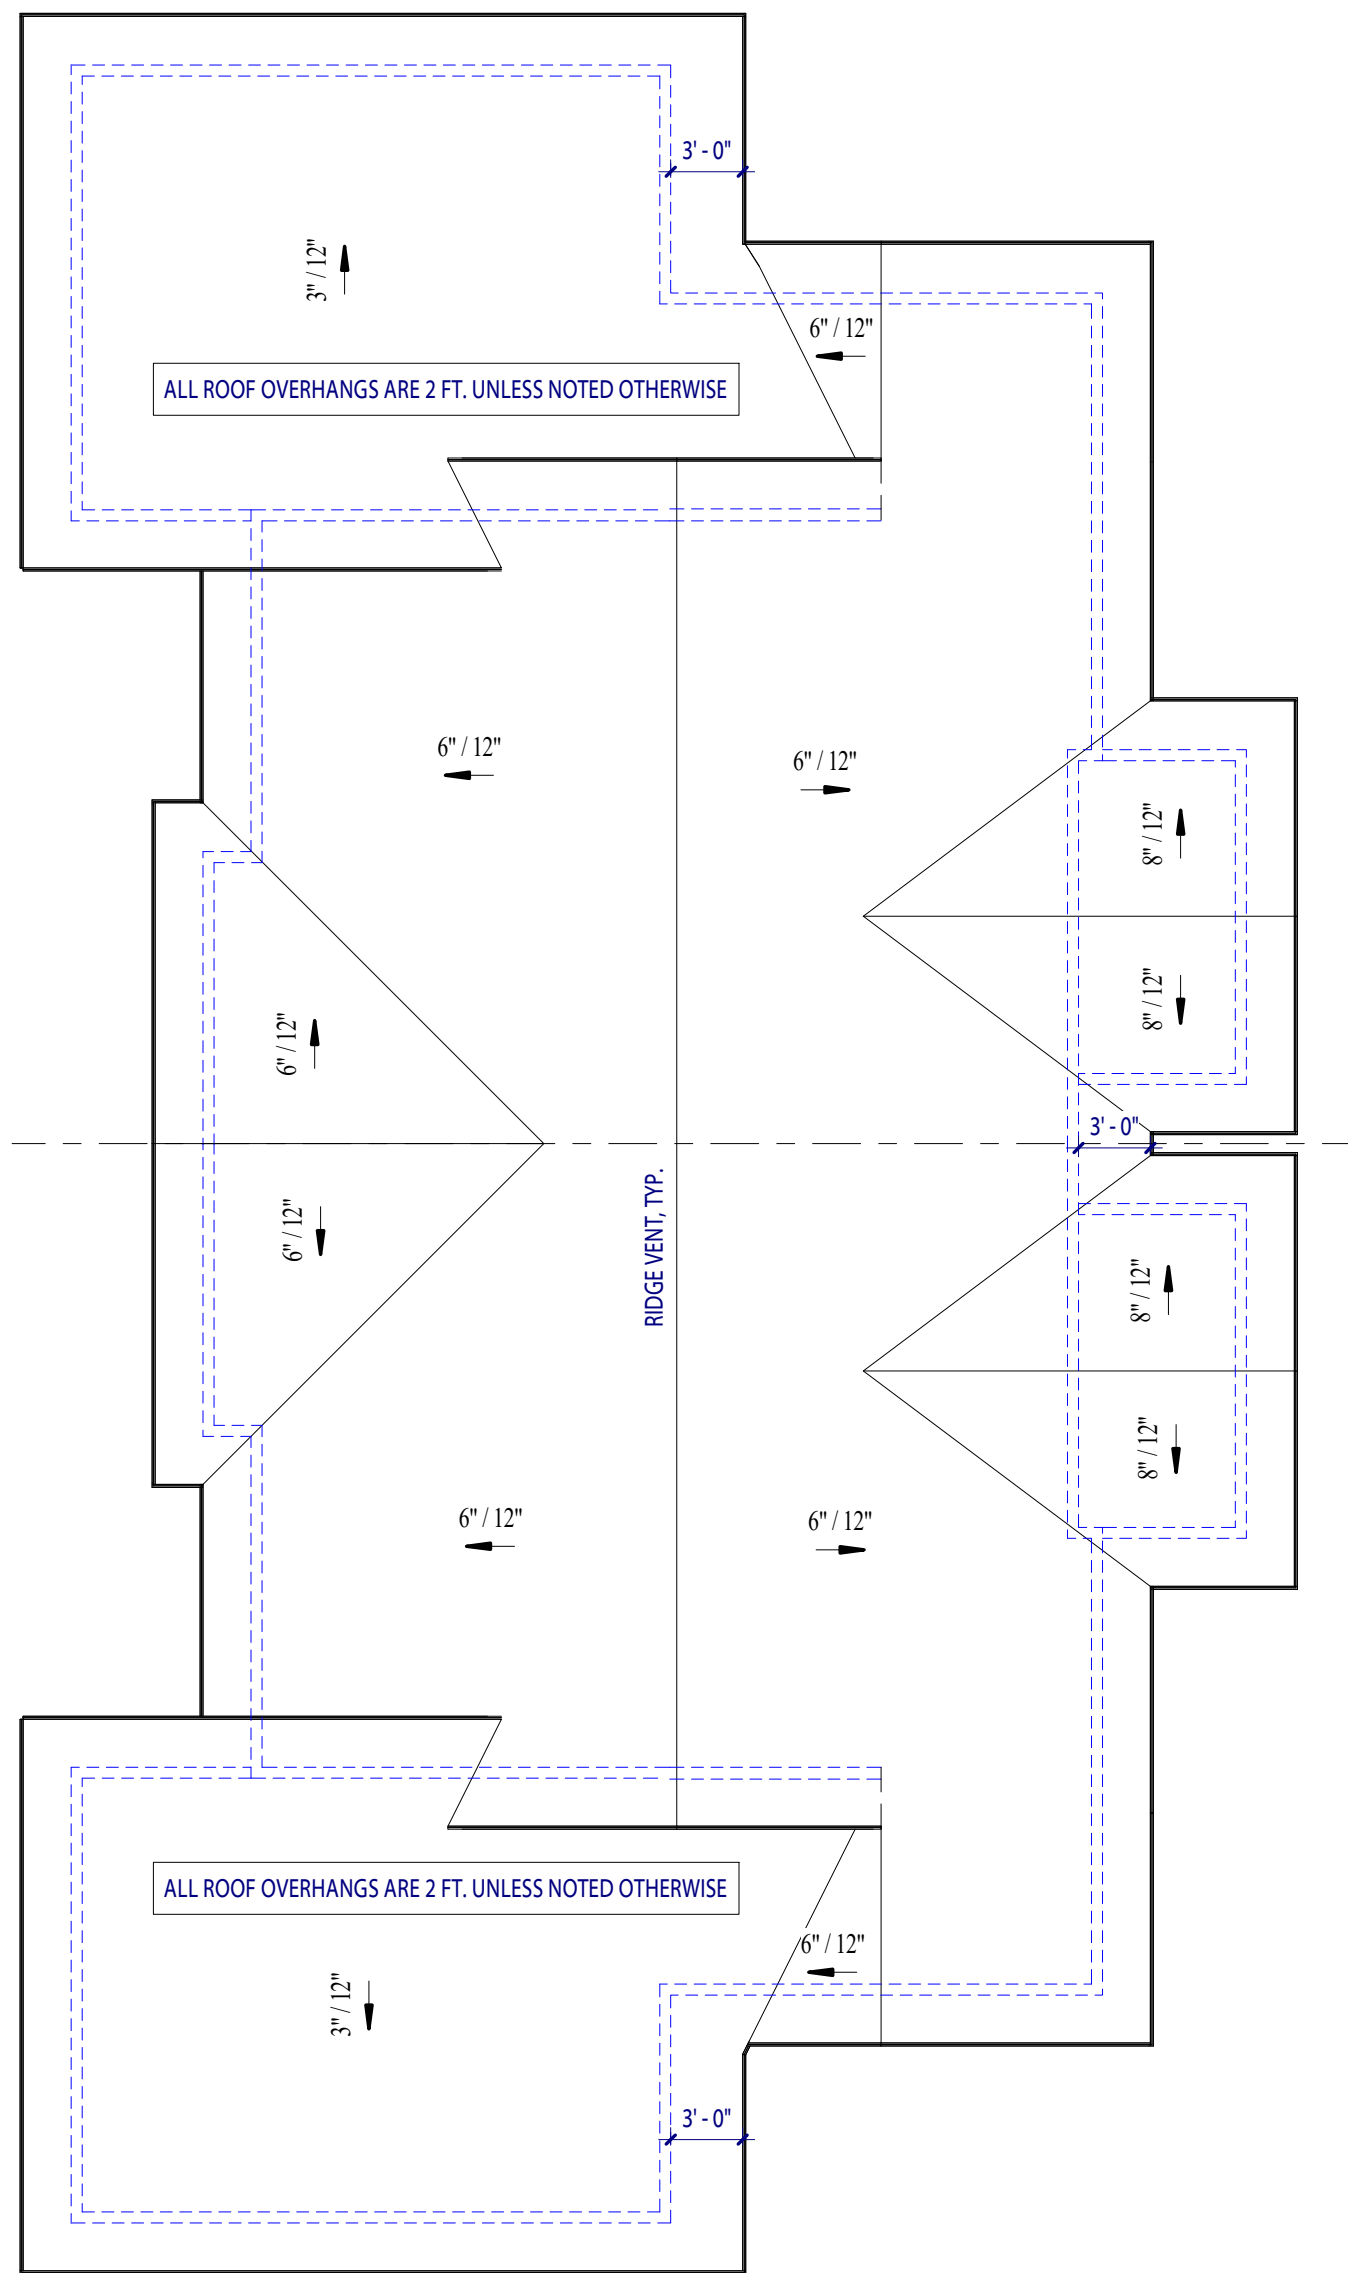 3' - 0"
3" / 12"
6" / 12"
ALL ROOF OVERHANGS ARE 2 FT. UNLESS NOTED OTHERWISE
6" / 12"
6" / 12"
8" / 12"
8" / 12"
6" / 12"
3' - 0"
6" / 12"
RIDGE VENT, TYP.
8" / 12"
8" / 12"
6" / 12"
6" / 12"
ALL ROOF OVERHANGS ARE 2 FT. UNLESS NOTED OTHERWISE
6" / 12"
3" / 12"
3' - 0"